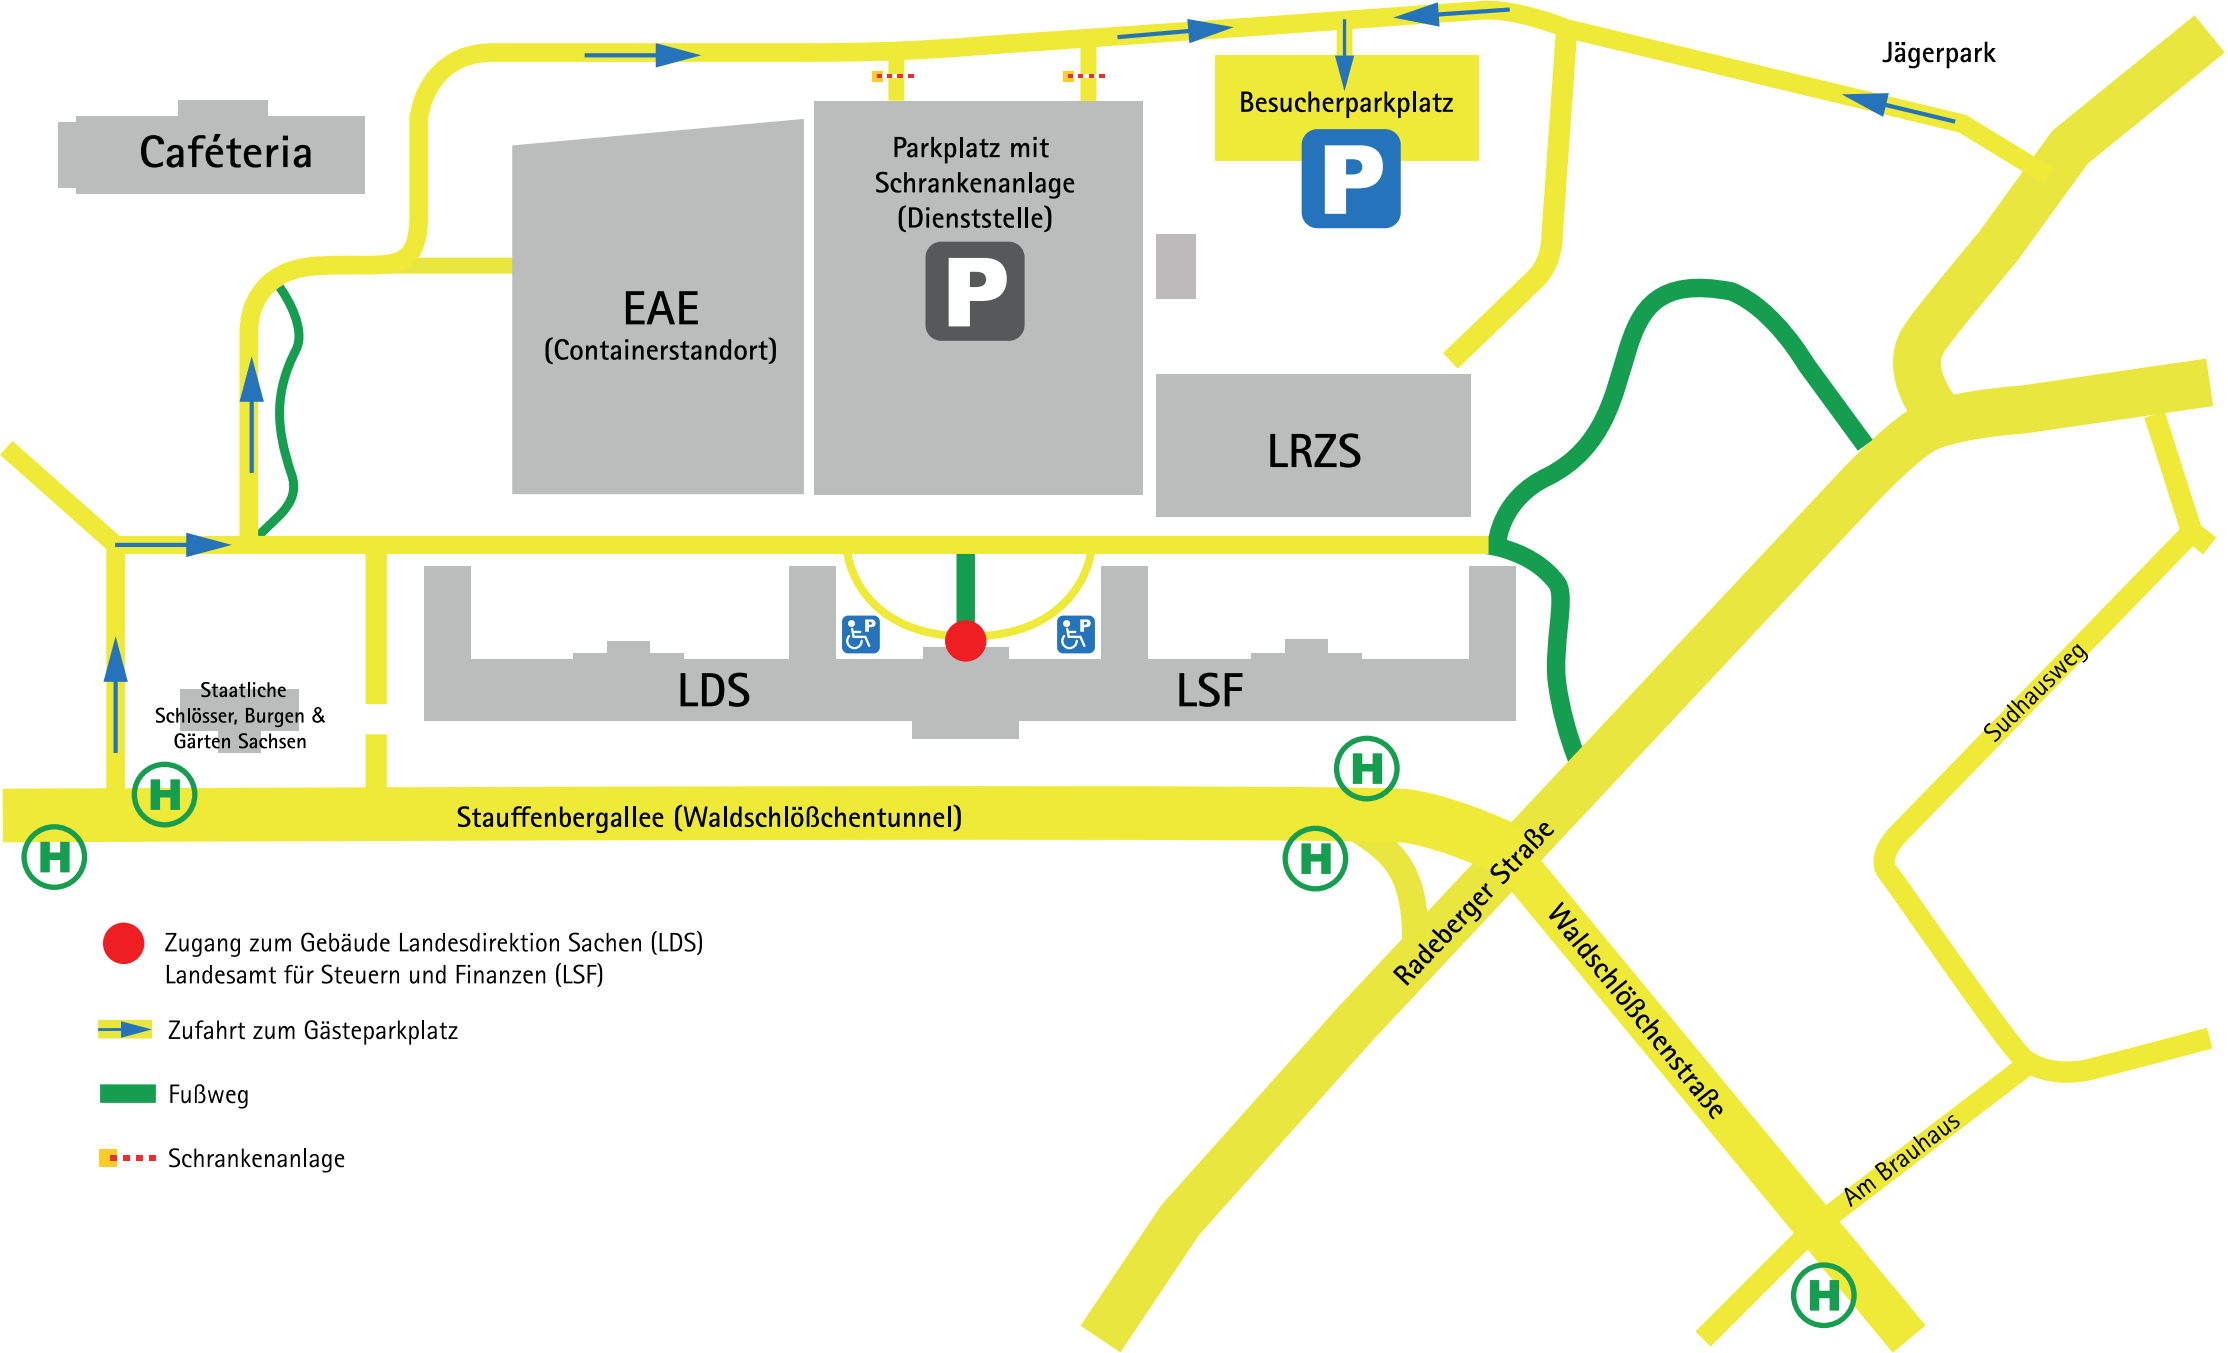 Jägerpark
Caféteria
Besucherparkplatz
P
Parkplatz mit
Schrankenanlage
(Dienststelle)
P
EAE
(Containerstandort)
LRZS
P
P
LDS
LSF
Staatliche
Schlösser, Burgen &
Gärten Sachsen
H
H
H
H
Stauffenbergallee (Waldschlößchentunnel)
Radeberger Straße
Waldschlößchenstraße
Sudhausweg
Am Brauhaus
H
Zugang zum Gebäude Landesdirektion Sachen (LDS)
Landesamt für Steuern und Finanzen (LSF)
Zufahrt zum Gästeparkplatz
Fußweg
Schrankenanlage